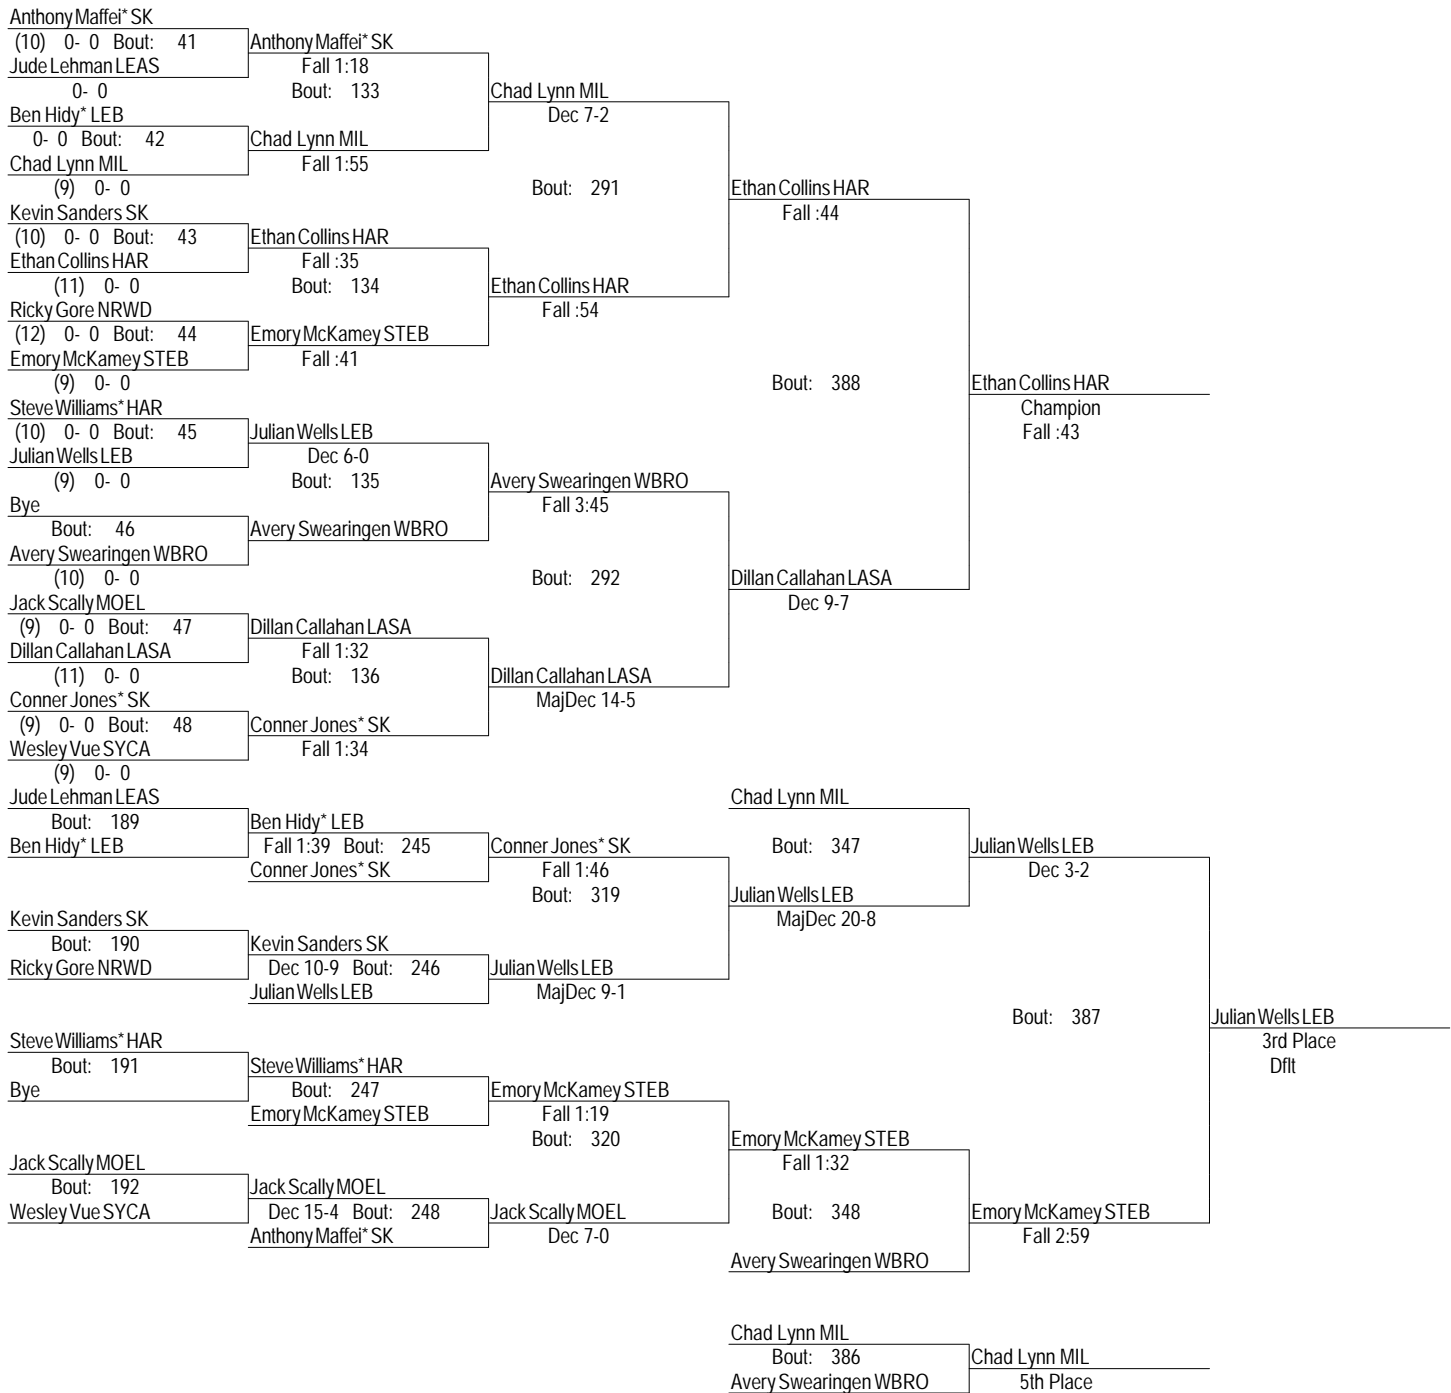 Anthony Maffei* SK
(10) 0- 0 Bout: 41
Anthony Maffei* SK
Jude Lehman LEAS
Fall 1:18
0- 0
Bout: 133
Chad Lynn MIL
Ben Hidy* LEB
Dec 7-2
0- 0 Bout: 42
Chad Lynn MIL
Chad Lynn MIL
Fall 1:55
(9) 0- 0
Bout: 291
Ethan Collins HAR
Kevin Sanders SK
Fall :44
(10) 0- 0 Bout: 43
Ethan Collins HAR
Ethan Collins HAR
Fall :35
(11) 0- 0
Bout: 134
Ethan Collins HAR
Ricky Gore NRWD
Fall :54
(12) 0- 0 Bout: 44
Emory McKamey STEB
Emory McKamey STEB
Fall :41
(9) 0- 0
Bout: 388
Ethan Collins HAR
Steve Williams* HAR
Champion
(10) 0- 0 Bout: 45
Julian Wells LEB
Fall :43
Julian Wells LEB
Dec 6-0
(9) 0- 0
Bout: 135
Avery Swearingen WBRO
Bye
Fall 3:45
Bout: 46
Avery Swearingen WBRO
Avery Swearingen WBRO
(10) 0- 0
Bout: 292
Dillan Callahan LASA
Jack Scally MOEL
Dec 9-7
(9) 0- 0 Bout: 47
Dillan Callahan LASA
Dillan Callahan LASA
Fall 1:32
(11) 0- 0
Bout: 136
Dillan Callahan LASA
Conner Jones* SK
MajDec 14-5
(9) 0- 0 Bout: 48
Conner Jones* SK
Wesley Vue SYCA
Fall 1:34
(9) 0- 0
Jude Lehman LEAS
Chad Lynn MIL
Bout: 189
Ben Hidy* LEB
Ben Hidy* LEB
Fall 1:39 Bout: 245
Conner Jones* SK
Bout: 347
Julian Wells LEB
Conner Jones* SK
Fall 1:46
Dec 3-2
Bout: 319
Julian Wells LEB
Kevin Sanders SK
MajDec 20-8
Bout: 190
Kevin Sanders SK
Ricky Gore NRWD
Dec 10-9 Bout: 246
Julian Wells LEB
Julian Wells LEB
MajDec 9-1
Bout: 387
Julian Wells LEB
Steve Williams* HAR
3rd Place
Bout: 191
Steve Williams* HAR
Dflt
Bye
Bout: 247
Emory McKamey STEB
Emory McKamey STEB
Fall 1:19
Bout: 320
Emory McKamey STEB
Jack Scally MOEL
Fall 1:32
Bout: 192
Jack Scally MOEL
Wesley Vue SYCA
Dec 15-4 Bout: 248
Jack Scally MOEL
Bout: 348
Emory McKamey STEB
Anthony Maffei* SK
Dec 7-0
Fall 2:59
Avery Swearingen WBRO
Chad Lynn MIL
Bout: 386
Chad Lynn MIL
Avery Swearingen WBRO
5th Place